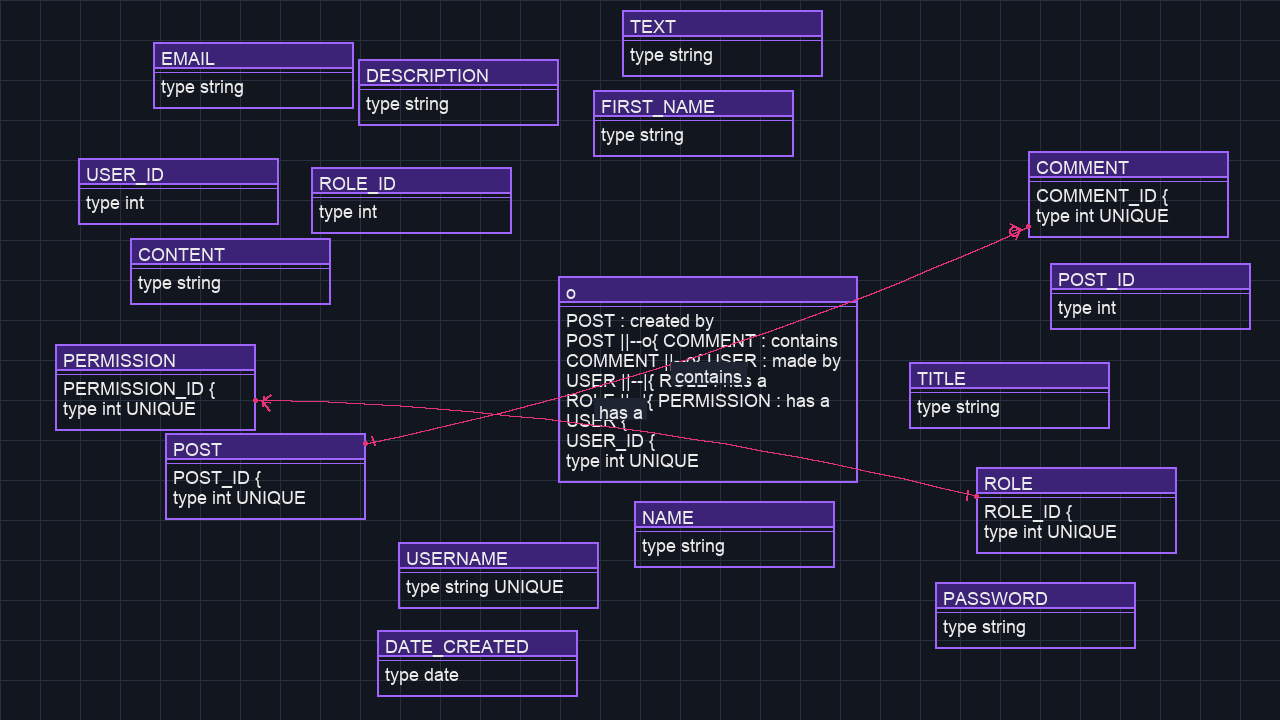 TEXT
type string
EMAIL
type string
DESCRIPTION
type string
FIRST_NAME
type string
USER_ID
type int
ROLE_ID
type int
COMMENT
COMMENT_ID {
type int UNIQUE
CONTENT
type string
POST_ID
type int
o
POST : created by
POST ||--o{ COMMENT : contains
COMMENT ||--o{ USER : made by
USER ||--|{ a
{ PERMISSION : has a
USER {
USER_ID {
type int UNIQUE
contains
has a
PERMISSION
PERMISSION_ID {
type int UNIQUE
TITLE
type string
POST
POST_ID {
type int UNIQUE
ROLE
ROLE_ID {
type int UNIQUE
NAME
type string
USERNAME
type string UNIQUE
PASSWORD
type string
DATE_CREATED
type date